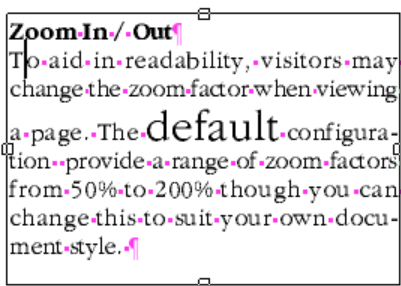 Zoom In / Out¶
To aid in readability, visitors may
change the zoom factor when viewing
a page. The default configura-
tion  provide a range of zoom factors
from 50% to 200% though you can
change this to suit your own docu-
ment style. ¶